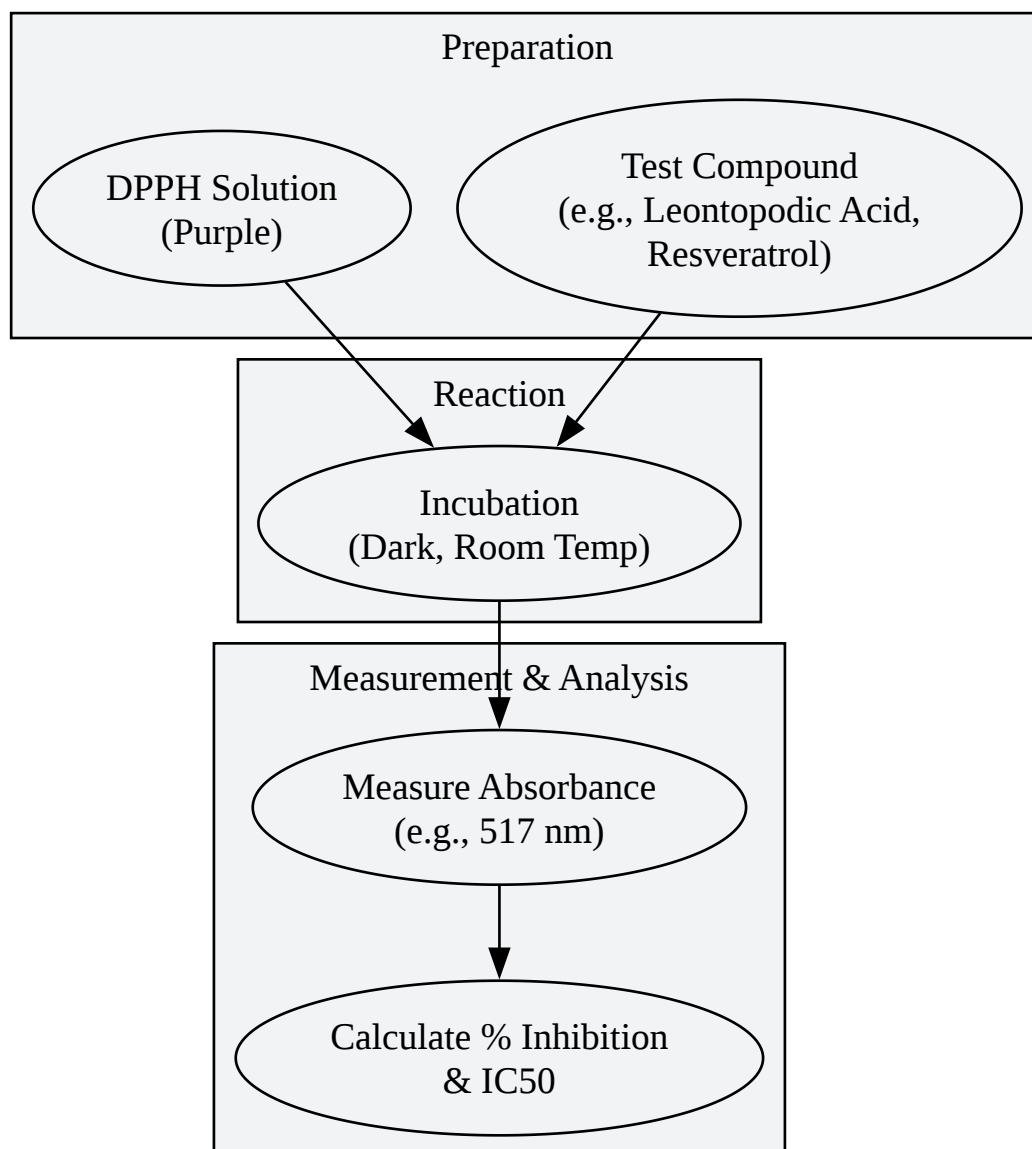 Preparation
DPPH Solution
(Purple)
Test Compound
(e.g., Leontopodic Acid,
Resveratrol)
Reaction
Incubation
(Dark, Room Temp)
Measurement & Analysis
Measure Absorbance
(e.g., 517 nm)
Calculate % Inhibition
& IC50